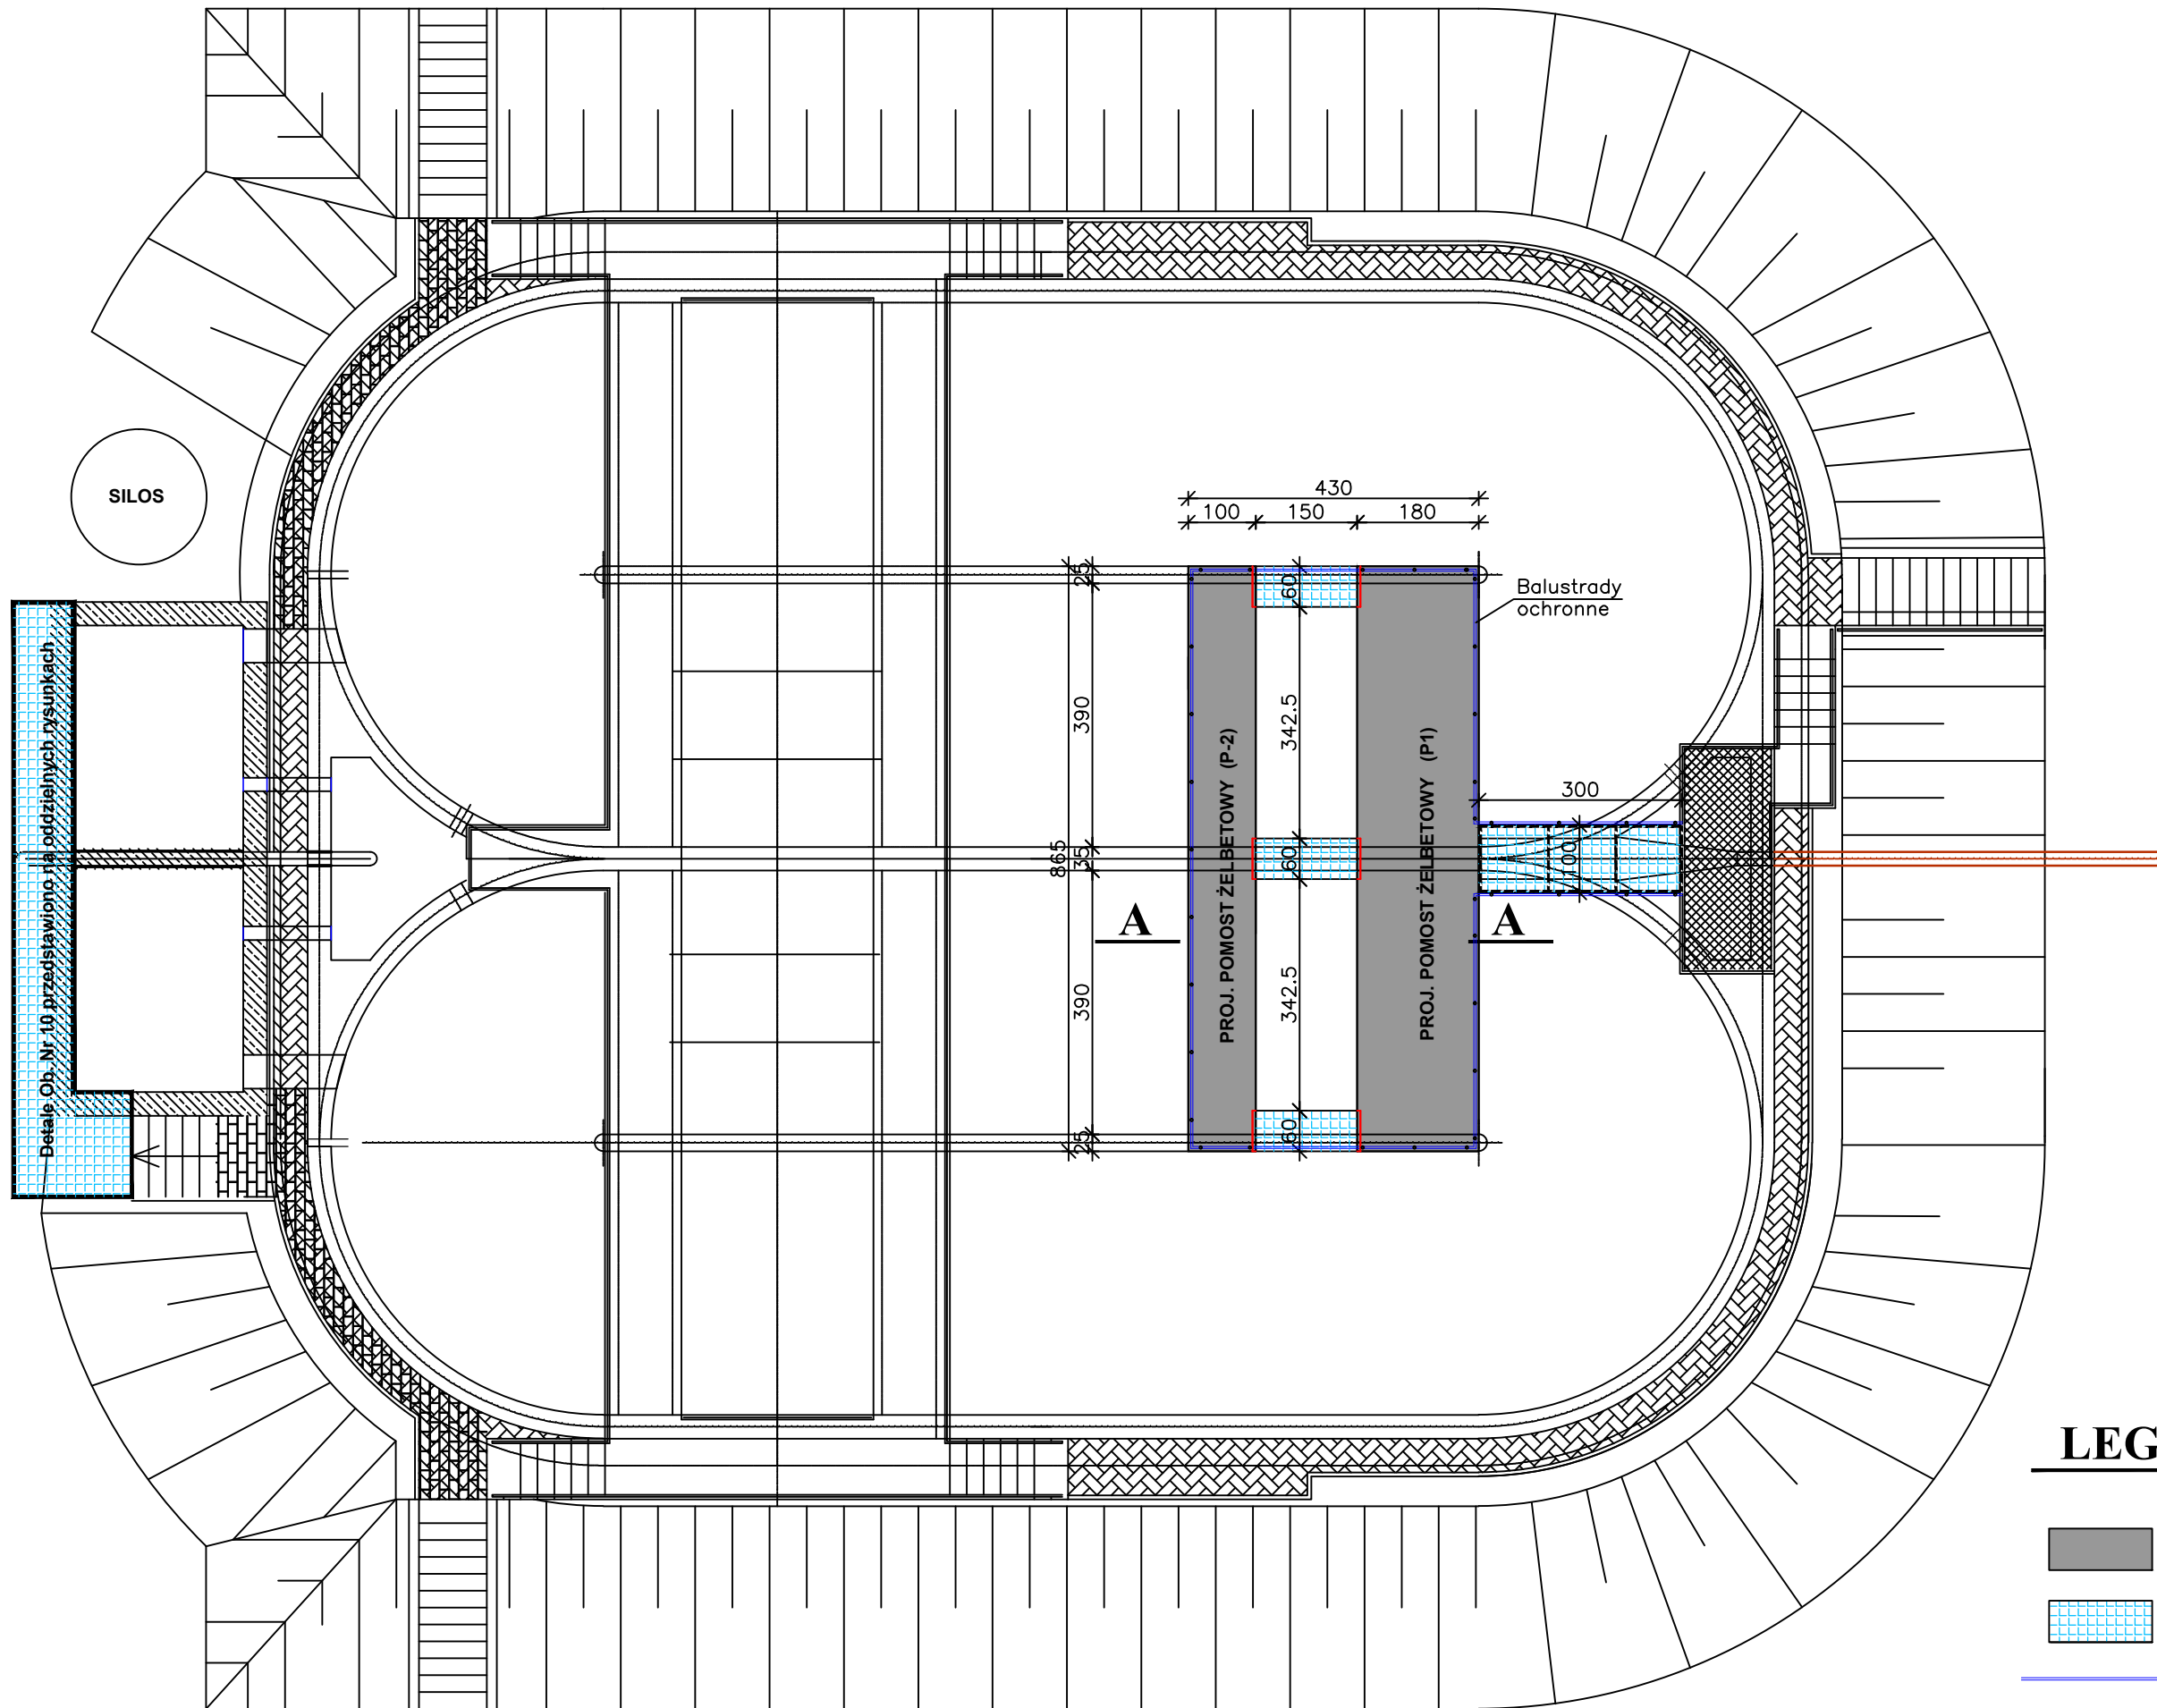 430
100
150
180
SILOS
25
60
Balustrady
ochronne
390
342.5
PROJ. POMOST ŻELBETOWY (P-2)
PROJ. POMOST ŻELBETOWY (P1)
300
865
35
60
100
A
A
390
342.5
25
60
Detale Ob. Nr 10 przedstawiono na oddzielnych rysunkach
LEG